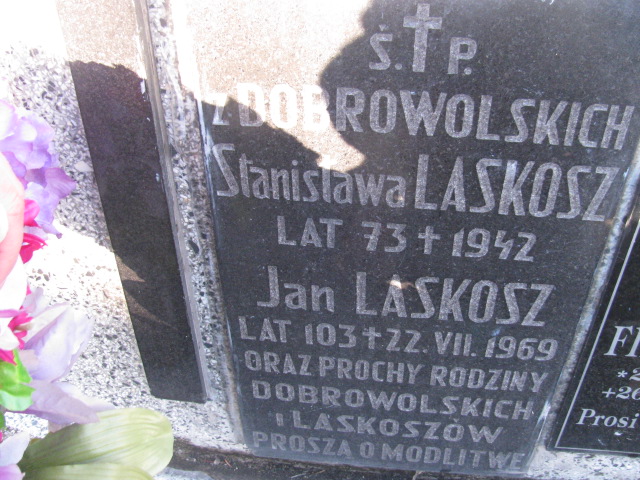 Ś.†P.
z DOBROWOLSKICH
Stanisława LASKOSZ
LAT 73 + 1942
Jan LASKOSZ
LAT 103 + 22. VII. 1969
ORAZ PROCHY RODZINY
DOBROWOLSKICH
i LASKOSZÓW
PROSZĄ O MODLITWĘ
Prosi